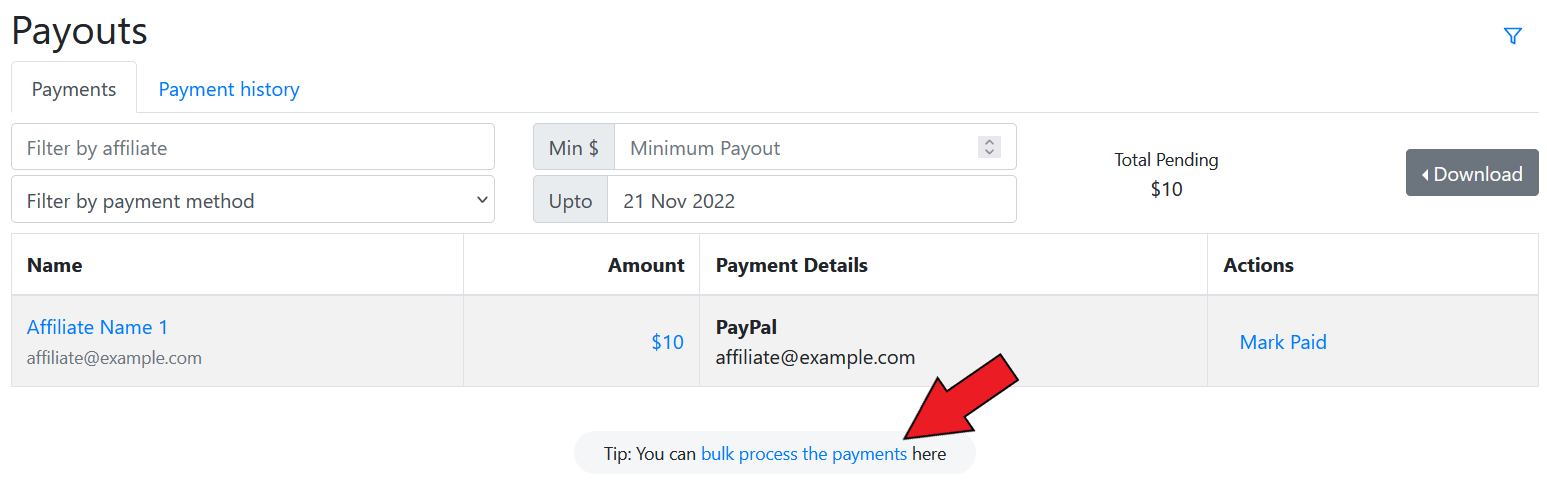 Payouts
Payments
Payment history
Filter by affiliate
Min $
Minimum Payout
Filter by payment method
Upto
21 Nov 2022
Total Pending
$10
Download
Name
Amount
Payment Details
Actions
Affiliate Name 1
affiliate@example.com
$10
PayPal
affiliate@example.com
Mark Paid
Tip: You can bulk process the payments here